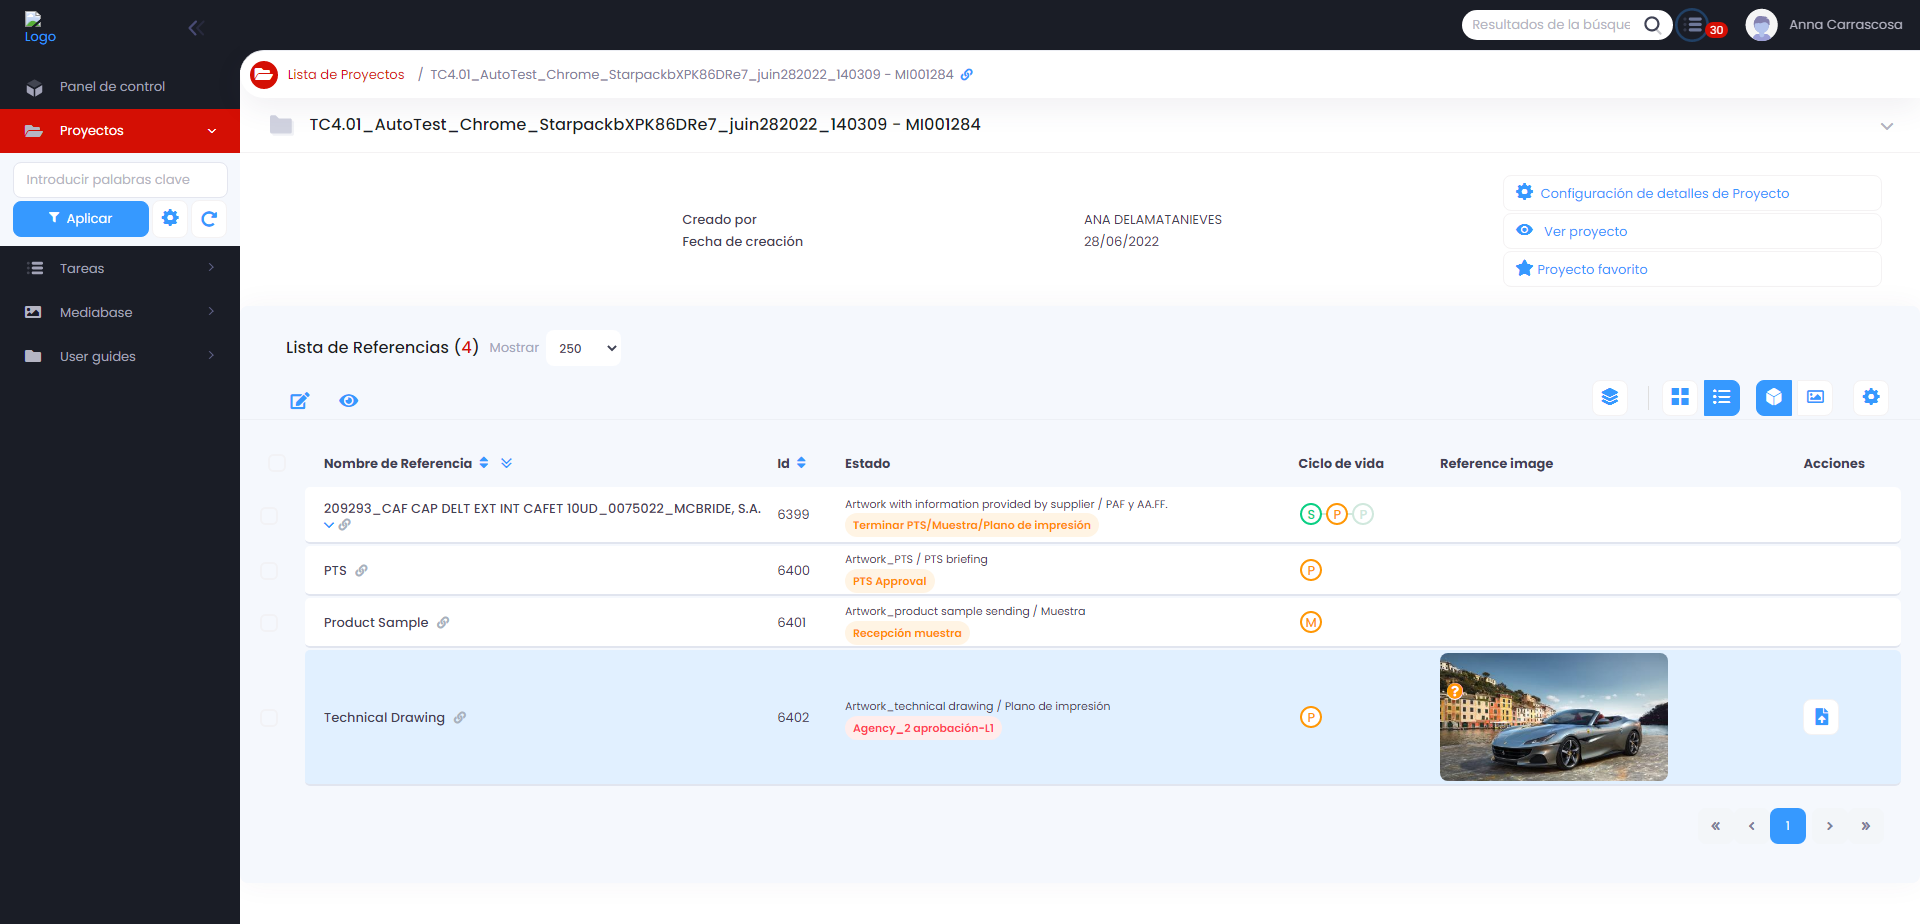 Logo
Resultados de la búsque
30
Anna Carrascosa
Panel de control
Proyectos
Introducir palabras clave
Aplicar
Tareas
Mediabase
User guides
Lista de Proyectos / TC4.01_AutoTest_Chrome_StarpackbXPK86DRe7_juin282022_140309 - MI001284
TC4.01_AutoTest_Chrome_StarpackbXPK86DRe7_juin282022_140309 - MI001284
Creado por ANA DELAMATANIEVES
Fecha de creación 28/06/2022
Configuración de detalles de Proyecto
Ver proyecto
Proyecto favorito
Lista de Referencias (4) Mostrar 250
Nombre de Referencia Id Estado Ciclo de vida Reference image Acciones
209293_CAF CAP DELT EXT INT CAFET 10UD_0075022_MCBRIDE, S.A. 6399 Artwork with information provided by supplier / PAF y AA.FF. S P P
Terminar PTS/Muestra/Plano de impresión
PTS 6400 Artwork_PTS / PTS briefing P
PTS Approval
Product Sample 6401 Artwork_product sample sending / Muestra M
Recepción muestra
Technical Drawing 6402 Artwork_technical drawing / Plano de impresión P ?
Agency_2 aprobación-L1
« ‹ 1 › »